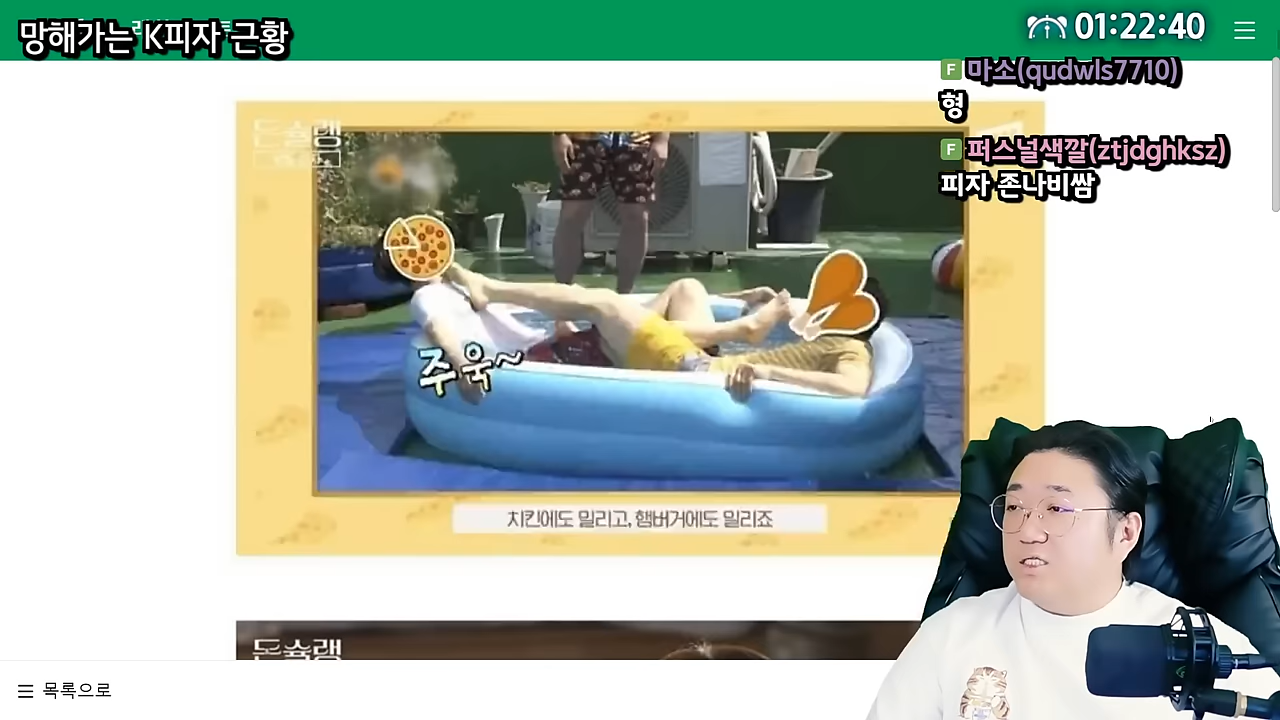 망해가는 K피자 근황
01:22:40
F 마소(qudwls7710)
형
F 퍼스널색깔(ztjdghksz)
피자 존나비쌈
돈슐랭
주욱~
치킨에도 밀리고, 햄버거에도 밀리죠
돈슐랭
목록으로